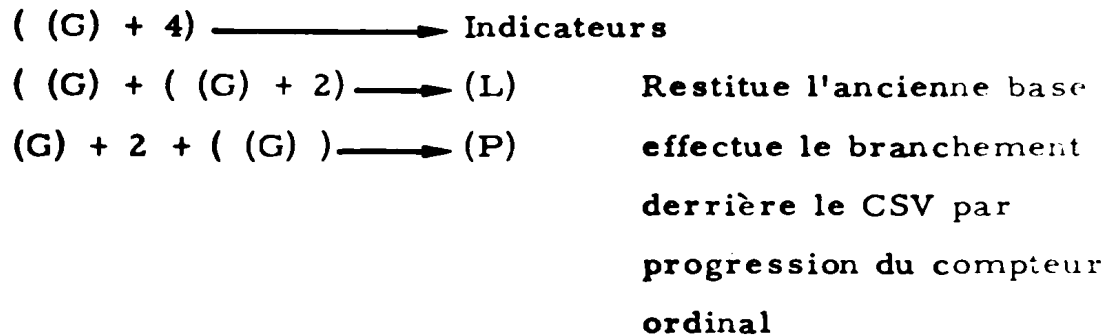 ( (G) + 4) ⟶ Indicateurs
( (G) + ( (G) + 2) ⟶ (L) Restitue l'ancienne base
(G) + 2 + ( (G) ) ⟶ (P) effectue le branchement
derrière le CSV par
progression du compteur
ordinal